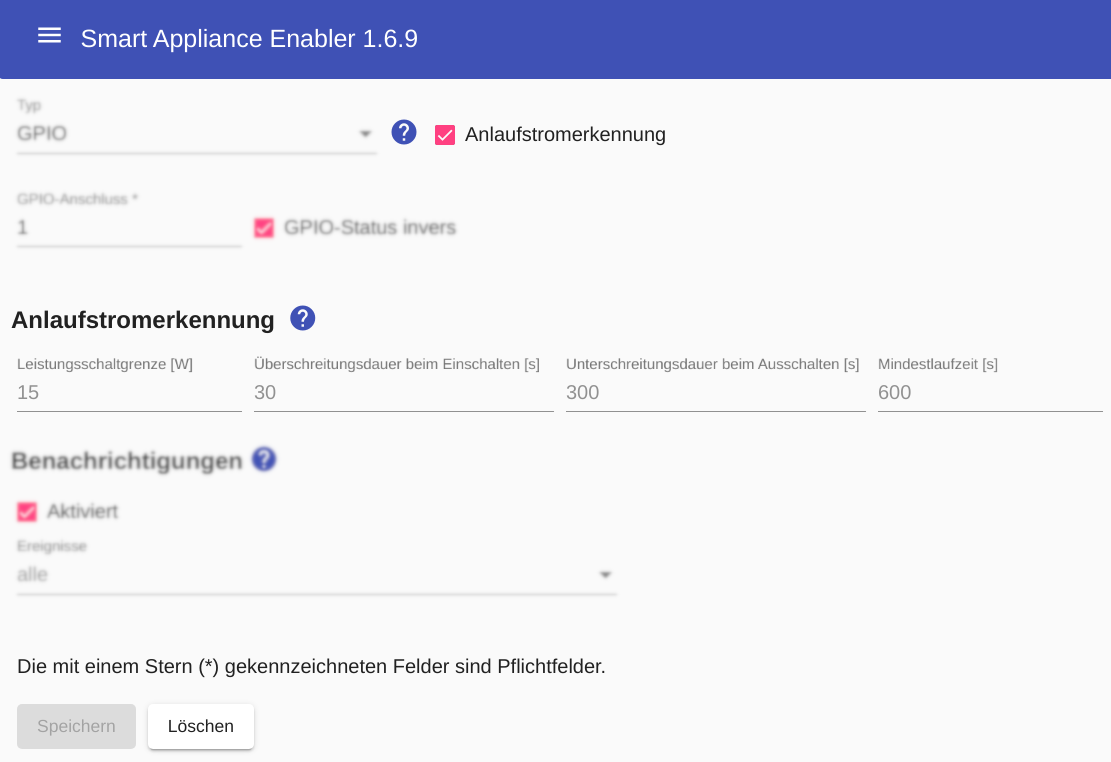 Smart Appliance Enabler 1.6.9
Typ
GPIO
Anlaufstromerkennung
GPIO-Anschluss *
1
GPIO-Status invers
Anlaufstromerkennung
Leistungsschaltgrenze [W] Überschreitungsdauer beim Einschalten [s] Unterschreitungsdauer beim Ausschalten [s] Mindestlaufzeit [s]
15 30 300 600
Benachrichtigungen
Aktiviert
Ereignisse
alle
Die mit einem Stern (*) gekennzeichneten Felder sind Pflichtfelder.
Speichern Löschen